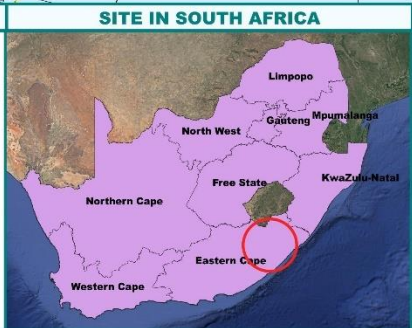 SITE IN SOUTH AFRICA
Limpopo
Mpumalanga
Gauteng
North West
Free State
KwaZulu-Natal
Northern Cape
Eastern Cape
Western Cape